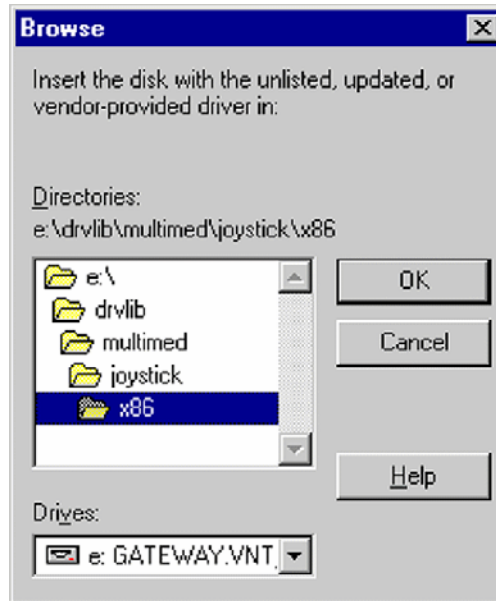 Browse
Insert the disk with the unlisted, updated, or
vendor-provided driver in:
Directories:
e:\drvlib\multimed\joystick\x86
e:\
OK
drvlib
multimed
Cancel
joystick
x86
Help
Drives:
e: GATEWAY.VNT